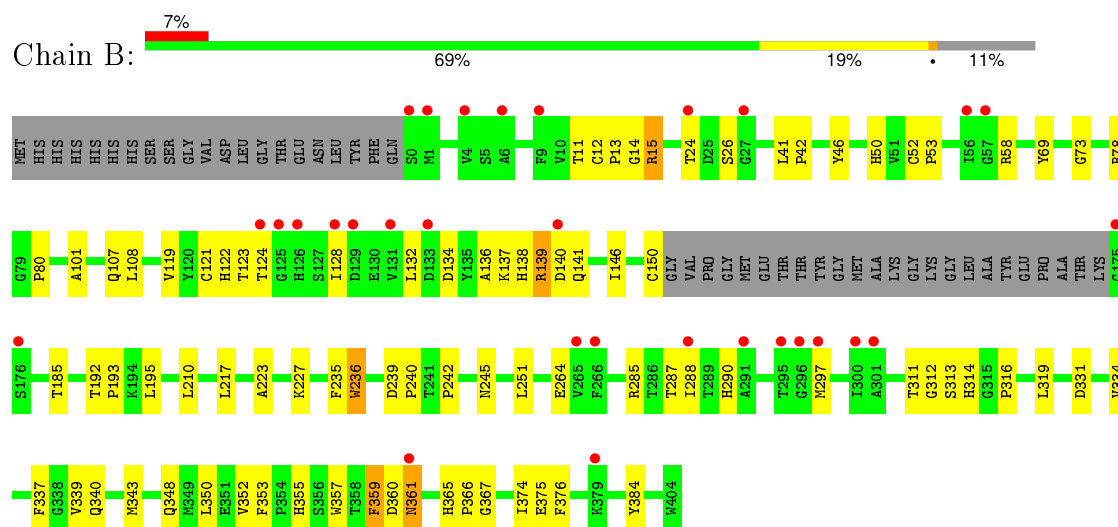 7%
Chain B:
69% 19% • 11%
MET HIS HIS HIS HIS HIS HIS SER SER GLY VAL ASP LEU GLY THR GLU ASN LEU TYR PHE GLN S0 M1 V4 S5 A6 F9 V10 T11 C12 P13 G14 R15 T24 D25 S26 G27 L41 P42 Y46 H50 V51 C52 P53 I56 G57 R58 Y69 G73
G79 P80 A101 Q107 L108 V119 Y120 C121 H122 T123 T124 G125 H126 S127 I128 D129 E130 V131 L132 D133 D134 Y135 A136 K137 H138 R139 D140 Q141 I146 C150 GLY VAL PRO GLY MET GLU THR THR TYR GLY MET ALA LYS GLY LYS GLY LEU ALA TYR GLU PRO ALA THR LYS G175
S176 T185 T192 P193 K194 L195 L210 L217 A223 K227 F235 W236 D239 P240 T241 P242 N245 L251 E264 V265 F266 R285 T286 T287 I288 T289 H290 A291 T295 G296 M297 I300 A301 T311 G312 S313 H314 G315 P316 L319 D331 V334
F337 G338 V339 Q340 M343 Q348 M349 L350 E351 V352 F353 P354 H355 S356 W357 T358 F359 D360 N361 H365 P366 G367 I374 E375 F376 K379 Y384 W404